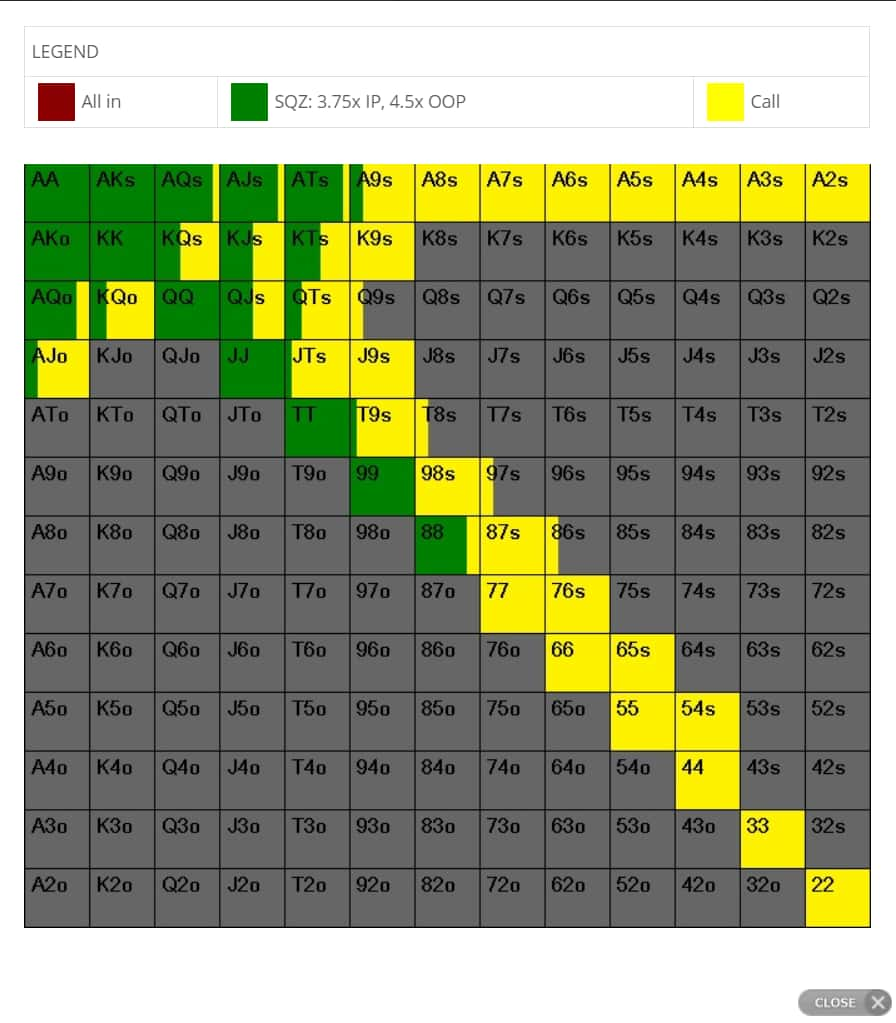 LEGEND
All in SQZ: 3.75x IP, 4.5x OOP Call
AA AKs AQs AJs ATs A9s A8s A7s A6s A5s A4s A3s A2s
AKo KK KQs KJs KTs K9s K8s K7s K6s K5s K4s K3s K2s
AQo KQo QQ QJs QTs Q9s Q8s Q7s Q6s Q5s Q4s Q3s Q2s
AJo KJo QJo JJ JTs J9s J8s J7s J6s J5s J4s J3s J2s
ATo KTo QTo JTo TT T9s T8s T7s T6s T5s T4s T3s T2s
A9o K9o Q9o J9o T9o 99 98s 97s 96s 95s 94s 93s 92s
A8o K8o Q8o J8o T8o 98o 88 87s 86s 85s 84s 83s 82s
A7o K7o Q7o J7o T7o 97o 87o 77 76s 75s 74s 73s 72s
A6o K6o Q6o J6o T6o 96o 86o 76o 66 65s 64s 63s 62s
A5o K5o Q5o J5o T5o 95o 85o 75o 65o 55 54s 53s 52s
A4o K4o Q4o J4o T4o 94o 84o 74o 64o 54o 44 43s 42s
A3o K3o Q3o J3o T3o 93o 83o 73o 63o 53o 43o 33 32s
A2o K2o Q2o J2o T2o 92o 82o 72o 62o 52o 42o 32o 22
CLOSE